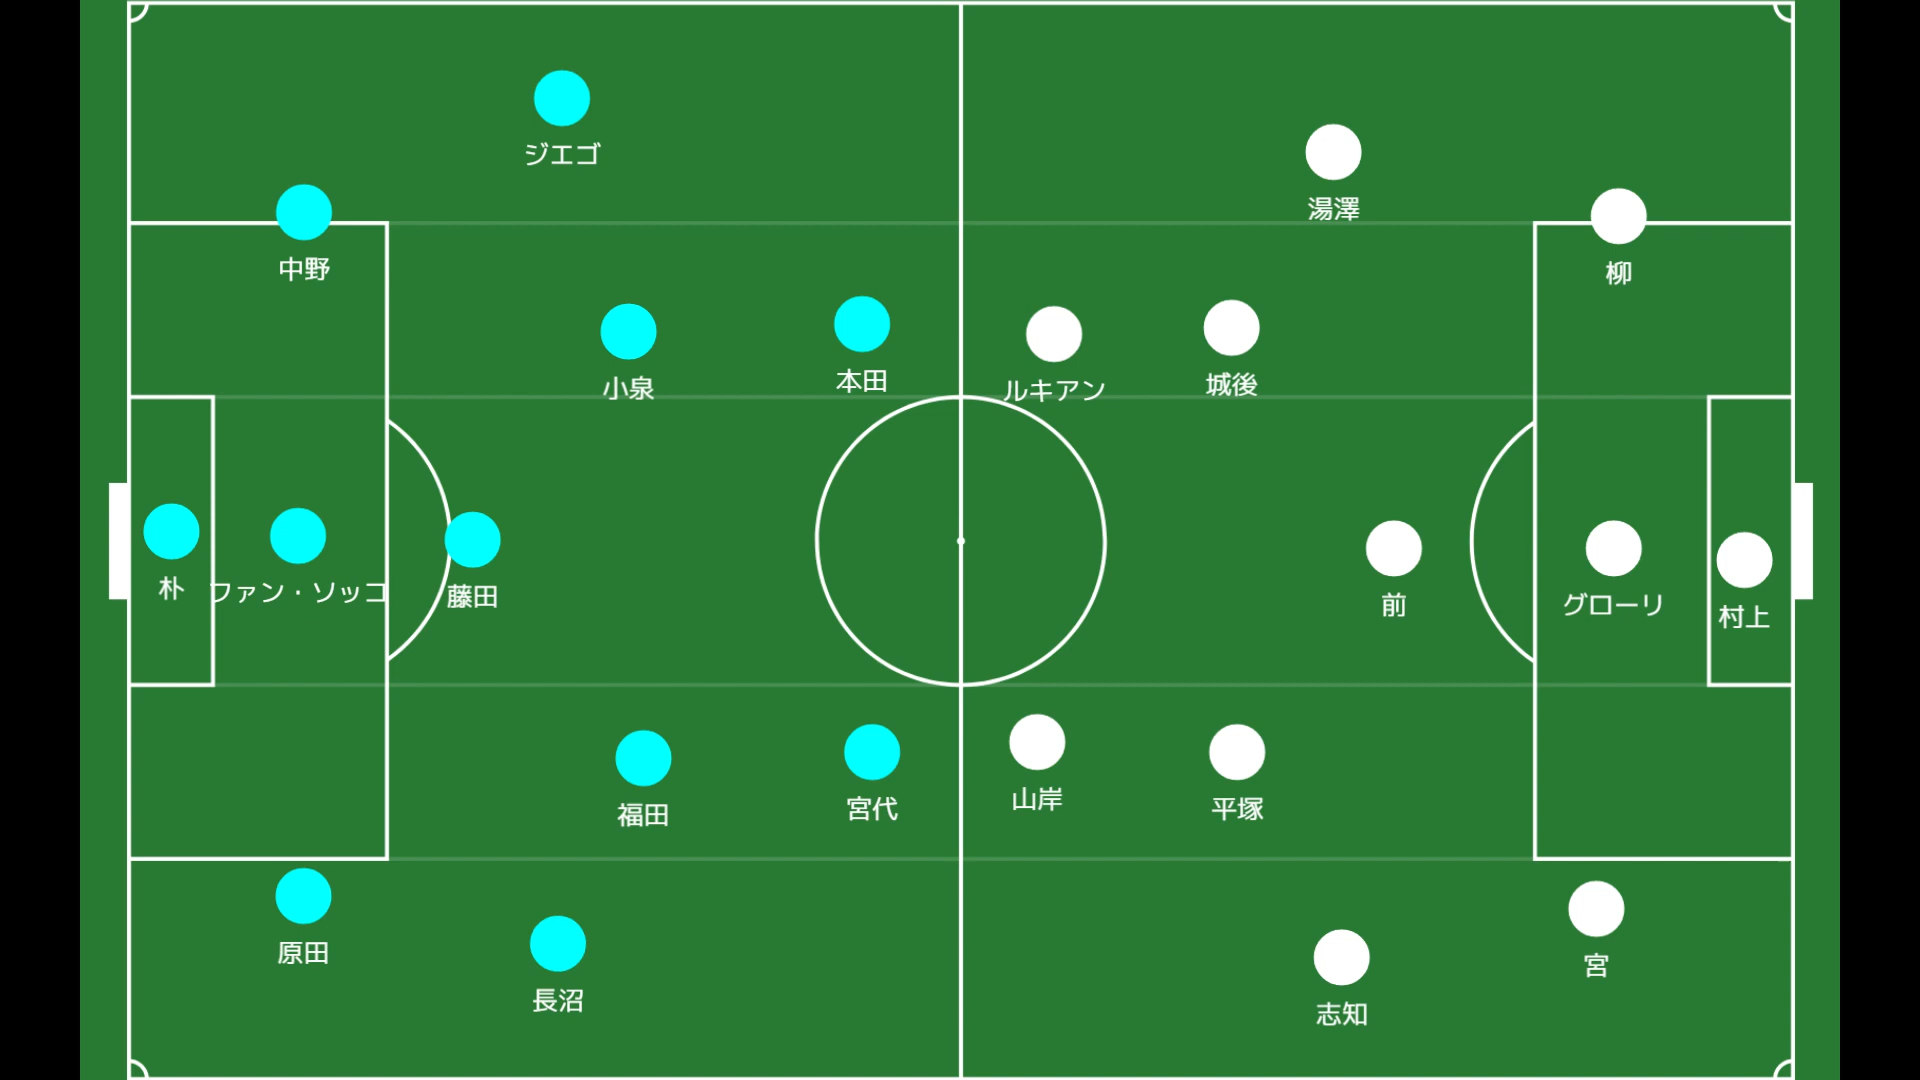 ジエゴ
湯澤
中野
柳
小泉
本田
ルキアン
城後
朴
ファン・ソッコ
藤田
前
グローリ
村上
福田
宮代
山岸
平塚
原田
長沼
志知
宮